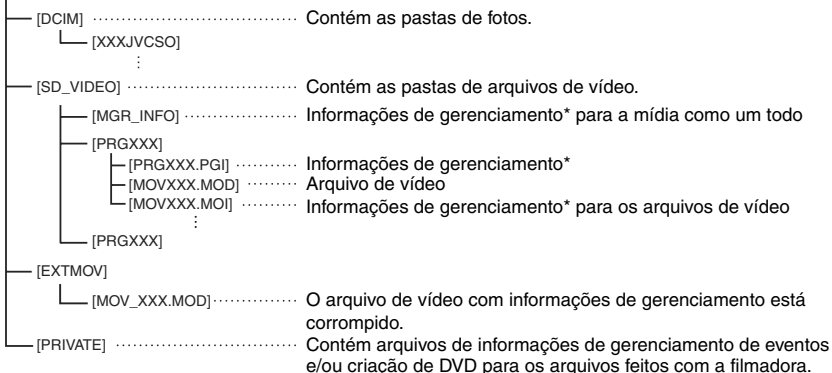 [DCIM] Contém as pastas de fotos.
[XXXJVCSO]
[SD_VIDEO] Contém as pastas de arquivos de vídeo.
[MGR_INFO] Informações de gerenciamento* para a mídia como um todo
[PRGXXX]
[PRGXXX.PGI] Informações de gerenciamento*
[MOVXXX.MOD] Arquivo de vídeo
[MOVXXX.MOI] Informações de gerenciamento* para os arquivos de vídeo
[PRGXXX]
[EXTMOV]
[MOV_XXX.MOD] O arquivo de vídeo com informações de gerenciamento está
corrompido.
[PRIVATE] Contém arquivos de informações de gerenciamento de eventos
e/ou criação de DVD para os arquivos feitos com a filmadora.